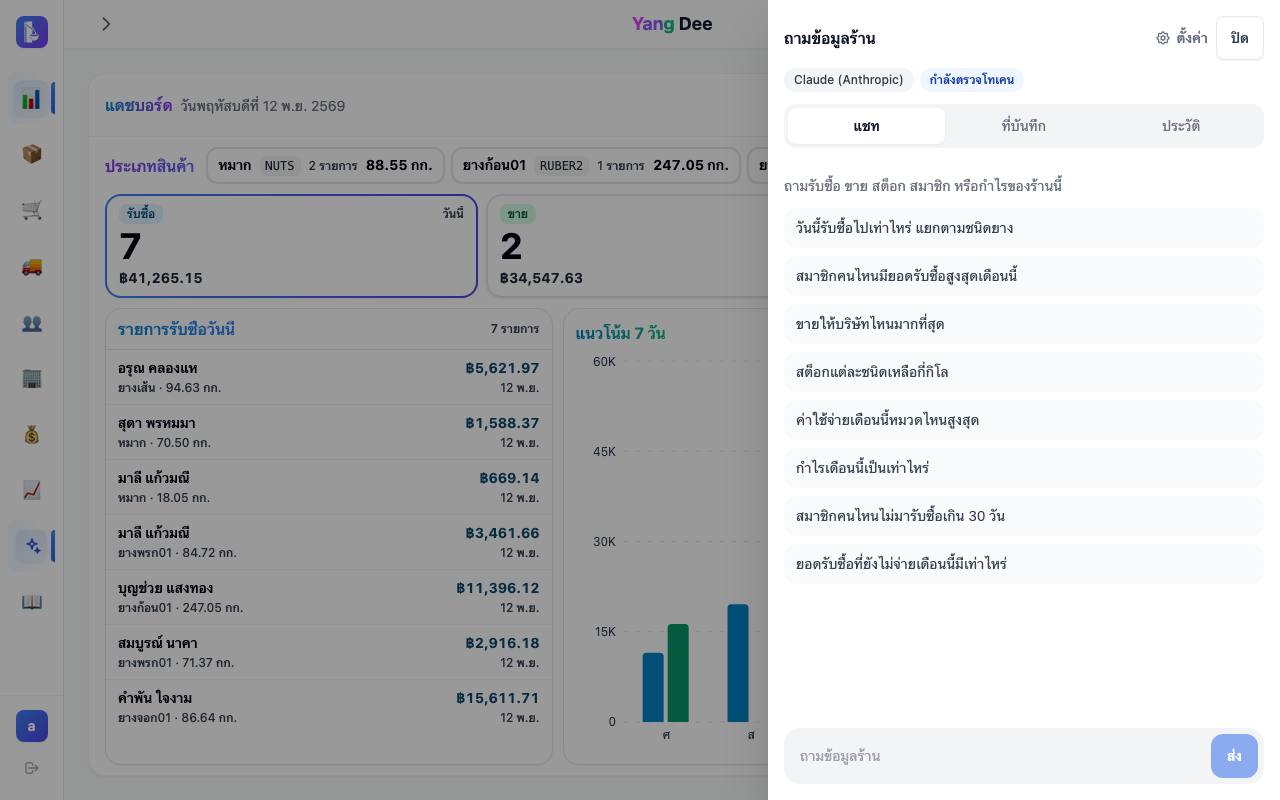 Yang Dee
แดชบอร์ด วันพฤหัสบดีที่ 12 พ.ย. 2569
ประเภทสินค้า
หมาก NUTS 2 รายการ 88.55 กก.
ยางก้อน01 RUBER2 1 รายการ 247.05 กก.
รับซื้อ วันนี้
7
฿41,265.15
ขาย
2
฿34,547.63
รายการรับซื้อวันนี้ 7 รายการ
อรุณ คลองแห ฿5,621.97
ยางเส้น · 94.63 กก. 12 พ.ย.
สุดา พรหมมา ฿1,588.37
หมาก · 70.50 กก. 12 พ.ย.
มาลี แก้วมณี ฿669.14
หมาก · 18.05 กก. 12 พ.ย.
มาลี แก้วมณี ฿3,461.66
ยางพรก01 · 84.72 กก. 12 พ.ย.
บุญช่วย แสงทอง ฿11,396.12
ยางก้อน01 · 247.05 กก. 12 พ.ย.
สมบูรณ์ นาคา ฿2,916.18
ยางพรก01 · 71.37 กก. 12 พ.ย.
คำพัน ใจงาม ฿15,611.71
ยางจอก01 · 86.64 กก. 12 พ.ย.
แนวโน้ม 7 วัน
60K
45K
30K
15K
0
ศ ส
a
ถามข้อมูลร้าน ตั้งค่า ปิด
Claude (Anthropic) กำลังตรวจโทเคน
แชท ที่บันทึก ประวัติ
ถามรับซื้อ ขาย สต็อก สมาชิก หรือกำไรของร้านนี้
วันนี้รับซื้อไปเท่าไหร่ แยกตามชนิดยาง
สมาชิกคนไหนมียอดรับซื้อสูงสุดเดือนนี้
ขายให้บริษัทไหนมากที่สุด
สต็อกแต่ละชนิดเหลือกี่กิโล
ค่าใช้จ่ายเดือนนี้หมวดไหนสูงสุด
กำไรเดือนนี้เป็นเท่าไหร่
สมาชิกคนไหนไม่มารับซื้อเกิน 30 วัน
ยอดรับซื้อที่ยังไม่จ่ายเดือนนี้มีเท่าไหร่
ถามข้อมูลร้าน ส่ง